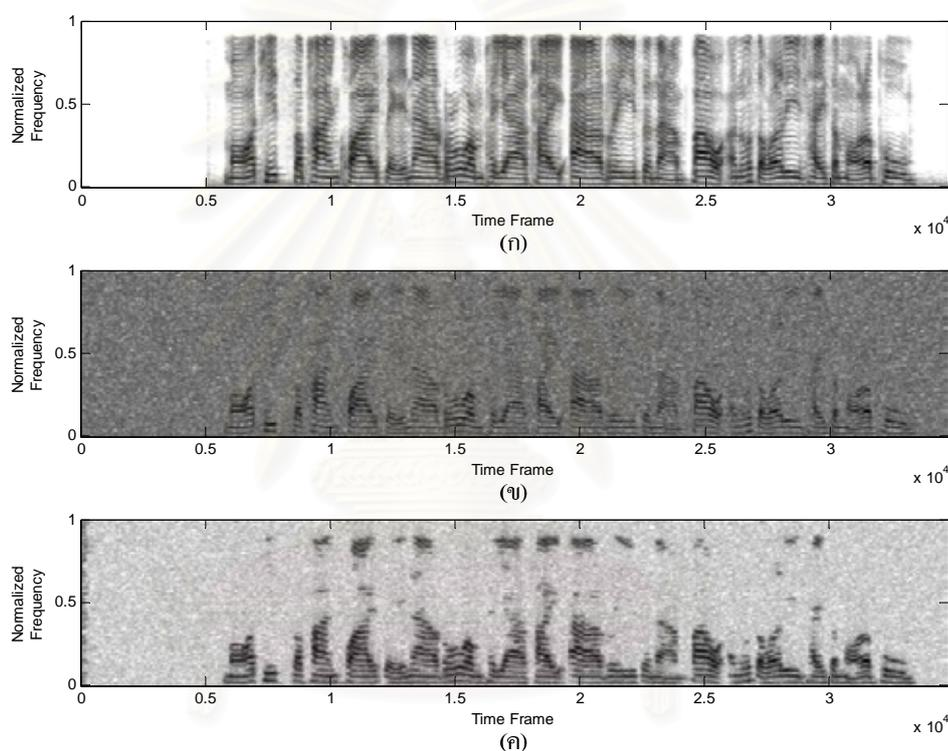 Normalized
Frequency
1
0.5
0
0 0.5 1 1.5 2 2.5 3
x 10^4
Time Frame
(ก)
Normalized
Frequency
1
0.5
0
0 0.5 1 1.5 2 2.5 3
x 10^4
Time Frame
(ข)
Normalized
Frequency
1
0.5
0
0 0.5 1 1.5 2 2.5 3
x 10^4
Time Frame
(ค)